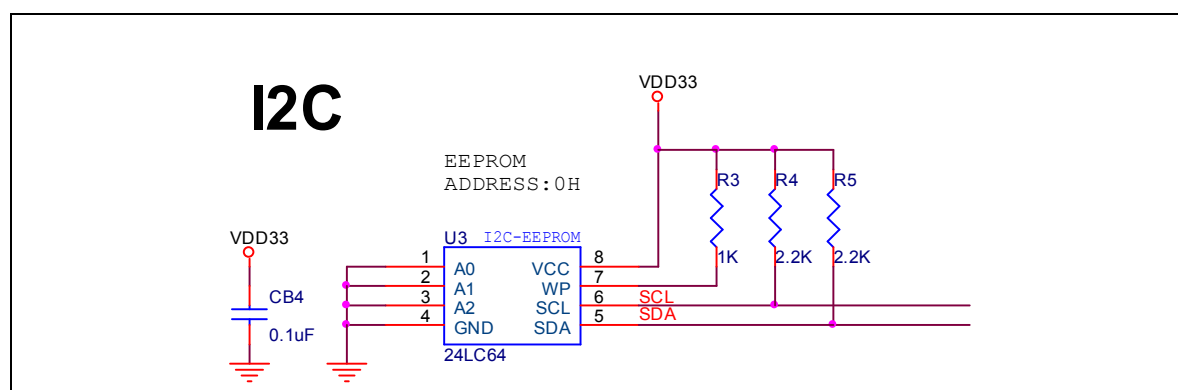 I2C
VDD33
EEPROM
ADDRESS:0H
R3 R4 R5
1K 2.2K 2.2K
VDD33
CB4
0.1uF
U3 I2C-EEPROM
1 A0 VCC 8
2 A1 WP 7
3 A2 SCL 6 SCL
4 GND SDA 5 SDA
24LC64